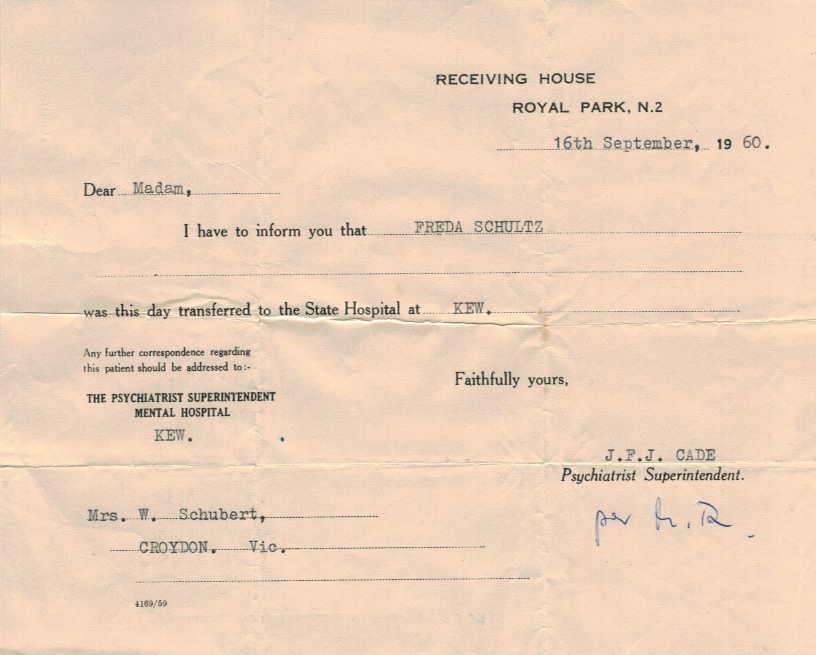 RECEIVING HOUSE
ROYAL PARK, N.2
16th September, 19 60.
Dear Madam,
I have to inform you that FREDA SCHULTZ
was this day transferred to the State Hospital at KEW.
Any further correspondence regarding
this patient should be addressed to:-
THE PSYCHIATRIST SUPERINTENDENT
MENTAL HOSPITAL
KEW.
Faithfully yours,
J.F.J. CADE
Psychiatrist Superintendent.
per
Mrs. W. Schubert,
CROYDON. Vic.
4169/59